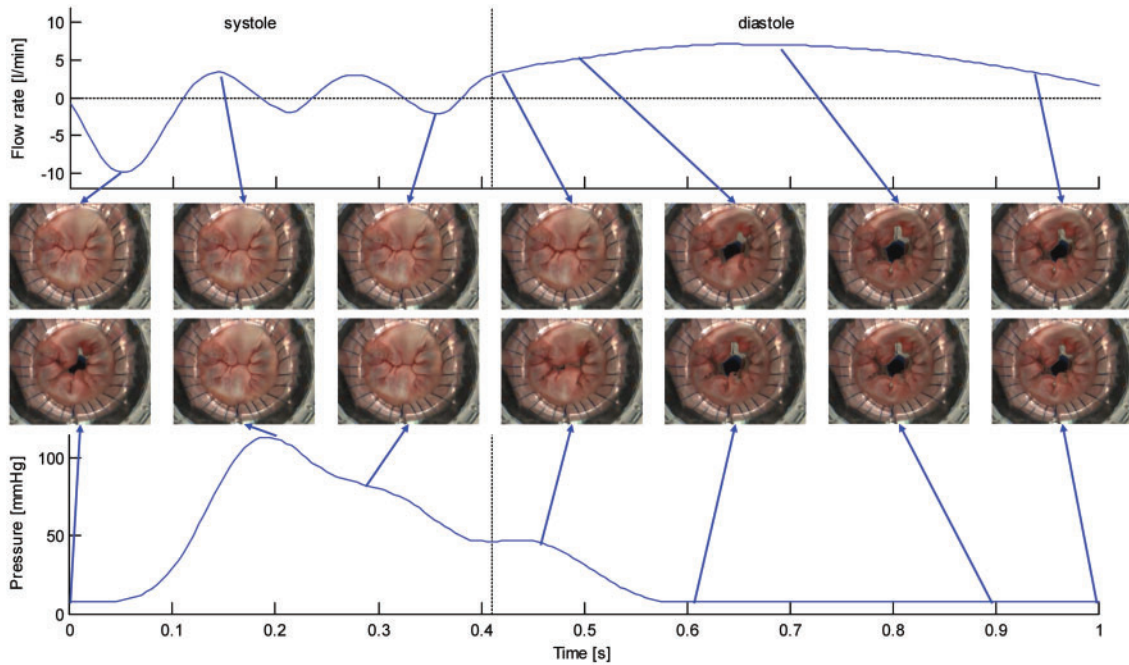 systole
diastole
Flow rate [l/min]
10
5
0
-5
-10
Pressure [mmHg]
100
50
0
0 0.1 0.2 0.3 0.4 0.5 0.6 0.7 0.8 0.9 1
Time [s]